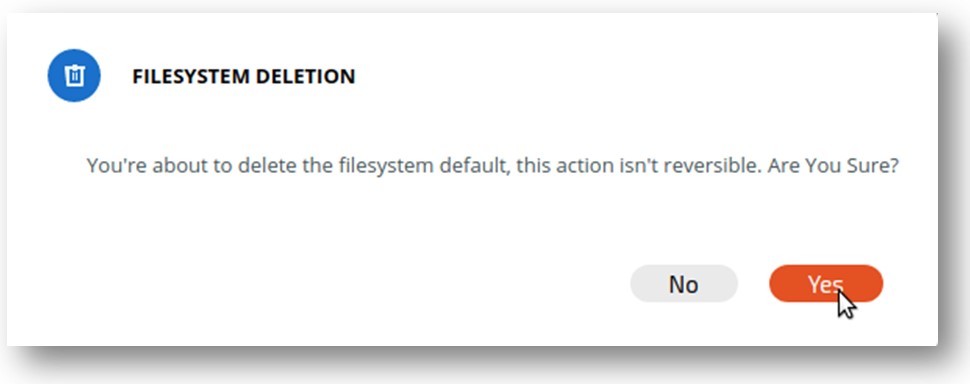 FILESYSTEM DELETION
You're about to delete the filesystem default, this action isn't reversible. Are You Sure?
No
Yes